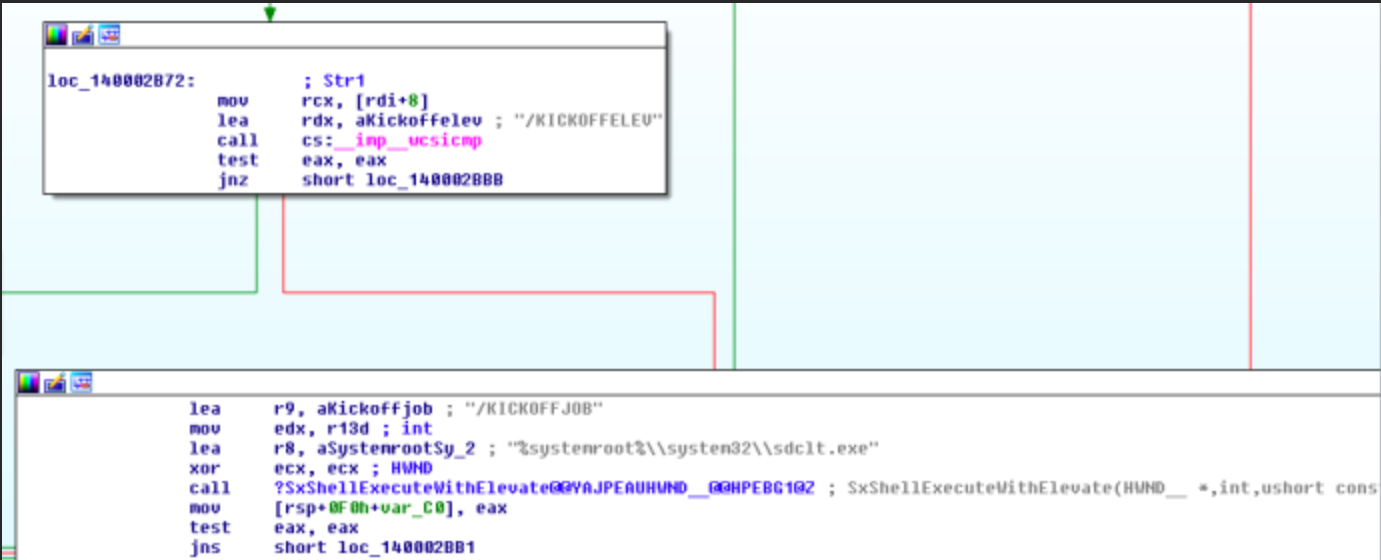 loc_140002B72: ; Str1
mov rcx, [rdi+8]
lea rdx, aKickoffelev ; "/KICKOFFELEV"
call cs:__imp__wcsicmp
test eax, eax
jnz short loc_140002BBB
lea r9, aKickoffjob ; "/KICKOFFJOB"
mov edx, r13d ; int
lea r8, aSystemrootSy_2 ; "%systemroot%\\system32\\sdclt.exe"
xor ecx, ecx ; HWND
call ?SxShellExecuteWithElevate@@YAJPEAUHWND__@@HPEBG1@Z ; SxShellExecuteWithElevate(HWND__ *,int,ushort cons
mov [rsp+0F0h+var_C0], eax
test eax, eax
jns short loc_140002BB1